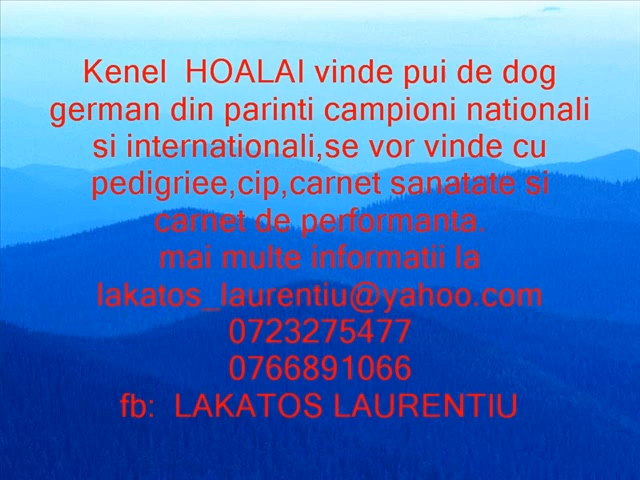 Kenel  HOALAI vinde pui de dog
german din parinti campioni nationali
si internationali,se vor vinde cu
pedigriee,cip,carnet sanatate si
carnet de performanta.
mai multe informatii la
lakatos_laurentiu@yahoo.com
0723275477
0766891066
fb:  LAKATOS LAURENTIU